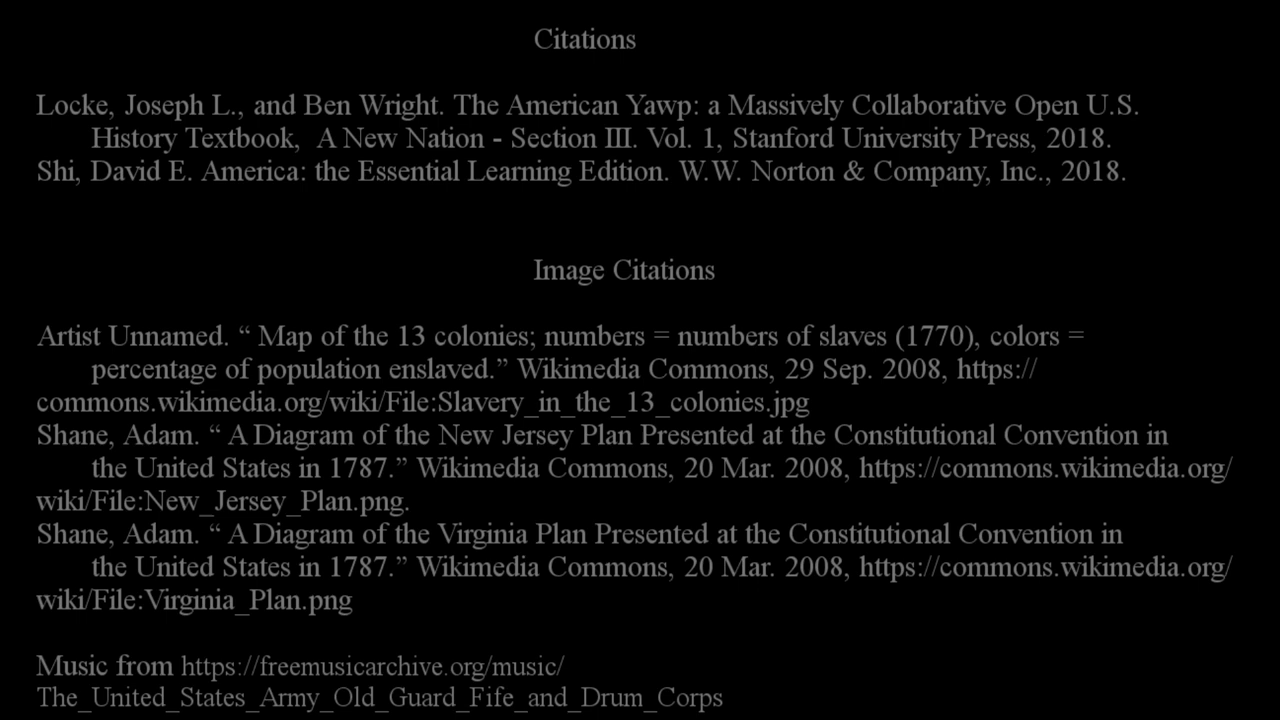 Citations
Locke, Joseph L., and Ben Wright. The American Yawp: a Massively Collaborative Open U.S.
History Textbook,  A New Nation - Section III. Vol. 1, Stanford University Press, 2018.
Shi, David E. America: the Essential Learning Edition. W.W. Norton & Company, Inc., 2018.
Image Citations
Artist Unnamed. “ Map of the 13 colonies; numbers = numbers of slaves (1770), colors =
percentage of population enslaved.” Wikimedia Commons, 29 Sep. 2008, https://
commons.wikimedia.org/wiki/File:Slavery_in_the_13_colonies.jpg
Shane, Adam. “ A Diagram of the New Jersey Plan Presented at the Constitutional Convention in
the United States in 1787.” Wikimedia Commons, 20 Mar. 2008, https://commons.wikimedia.org/
wiki/File:New_Jersey_Plan.png.
Shane, Adam. “ A Diagram of the Virginia Plan Presented at the Constitutional Convention in
the United States in 1787.” Wikimedia Commons, 20 Mar. 2008, https://commons.wikimedia.org/
wiki/File:Virginia_Plan.png
Music from https://freemusicarchive.org/music/
The_United_States_Army_Old_Guard_Fife_and_Drum_Corps